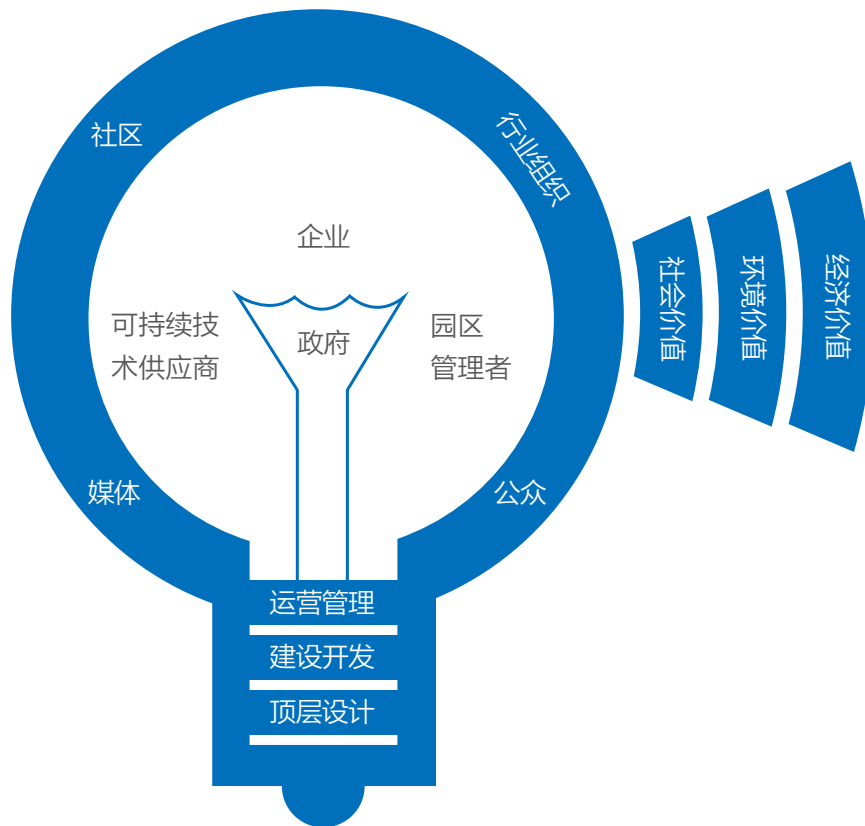 社区
行业组织
企业
可持续技
术供应商
政府
园区
管理者
社会价值
环境价值
经济价值
媒体
公众
运营管理
建设开发
顶层设计